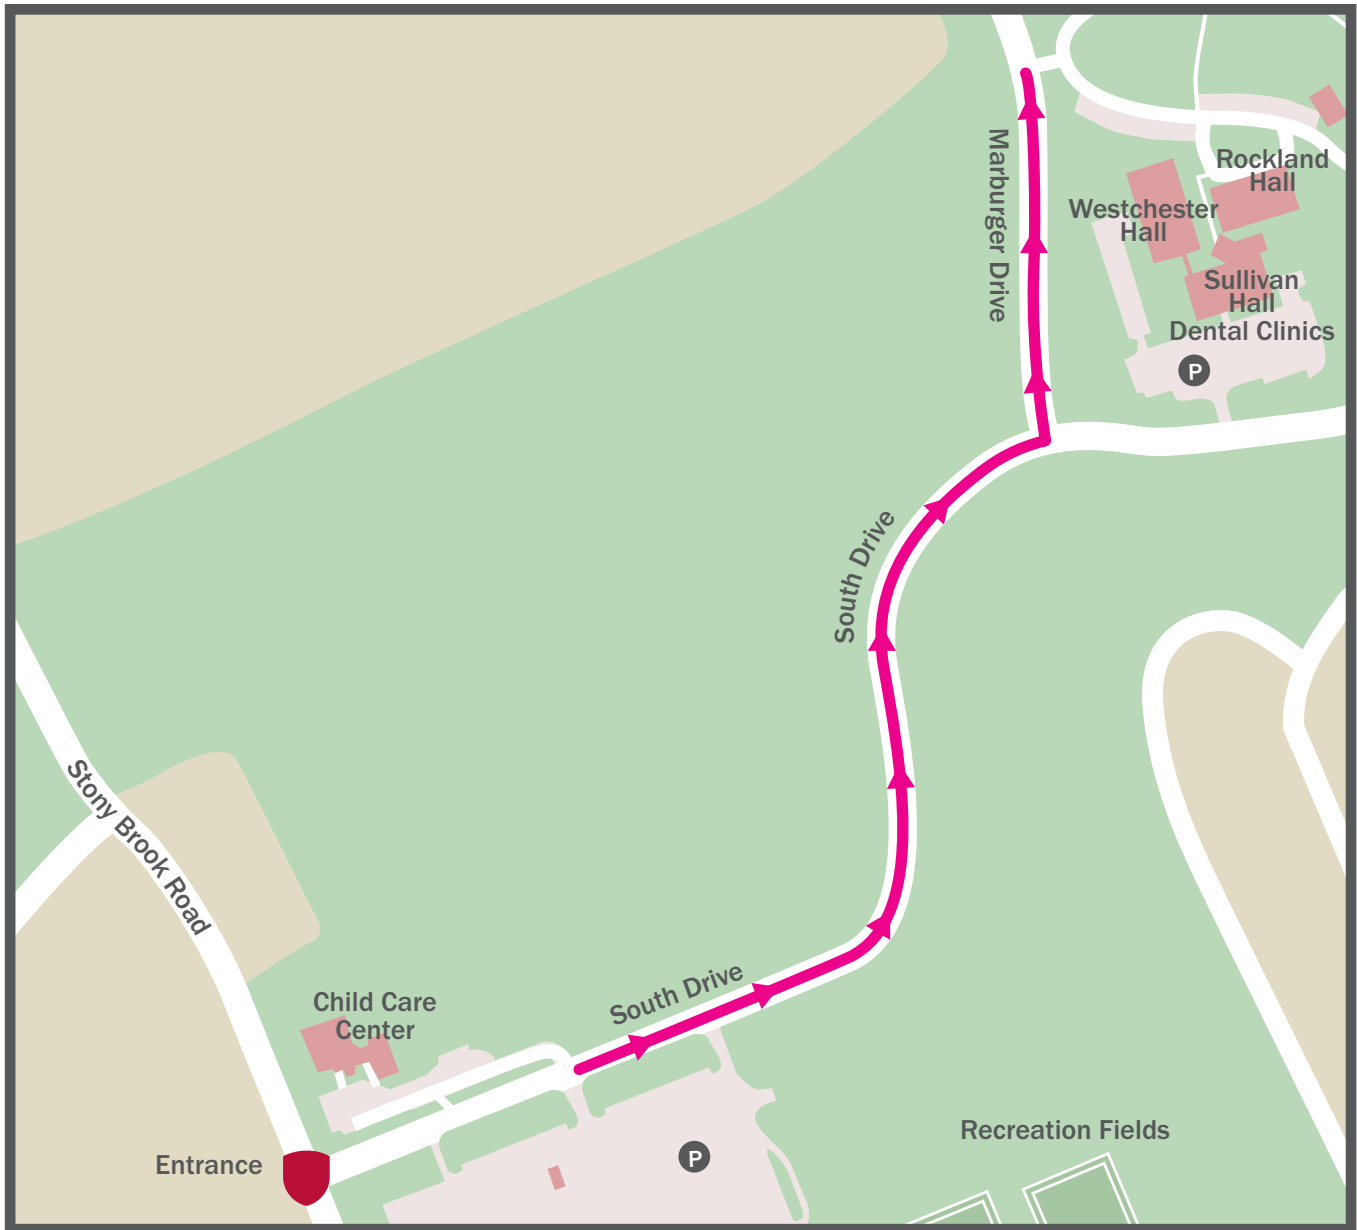 Marburger Drive
Rockland
Hall
Westchester
Hall
Sullivan
Hall
Dental Clinics
P
South Drive
Stony Brook Road
South Drive
Child Care
Center
Recreation Fields
P
Entrance